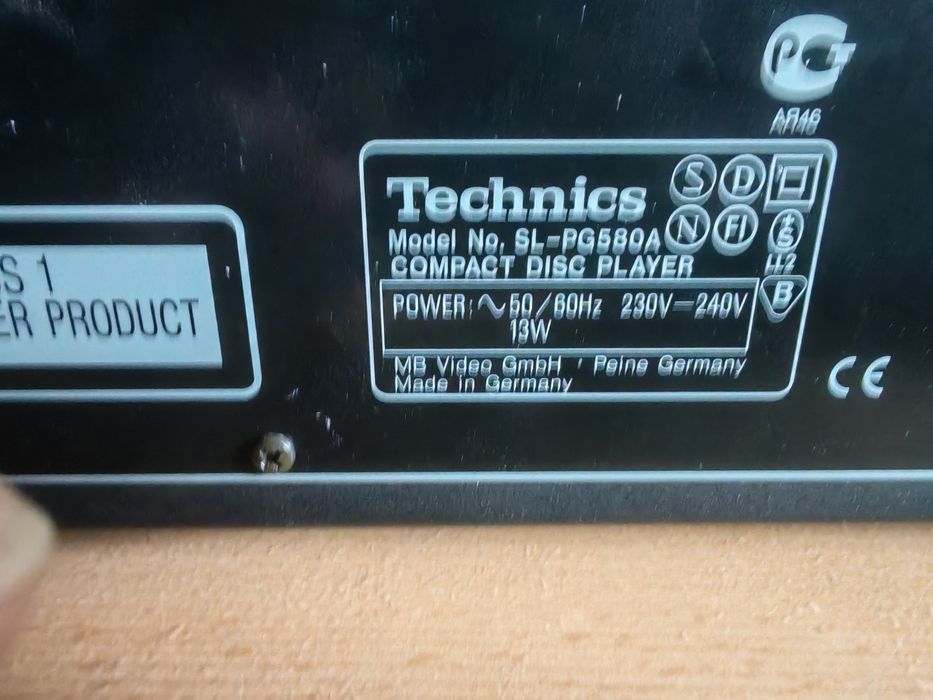 АЯ46
Technics
S D
N FI
S
Model No. SL-PG580A
COMPACT DISC PLAYER
B
POWER: ∿50/60Hz 230V–240V
13W
MB Video GmbH Peine Germany
Made in Germany
CE
S 1
ER PRODUCT